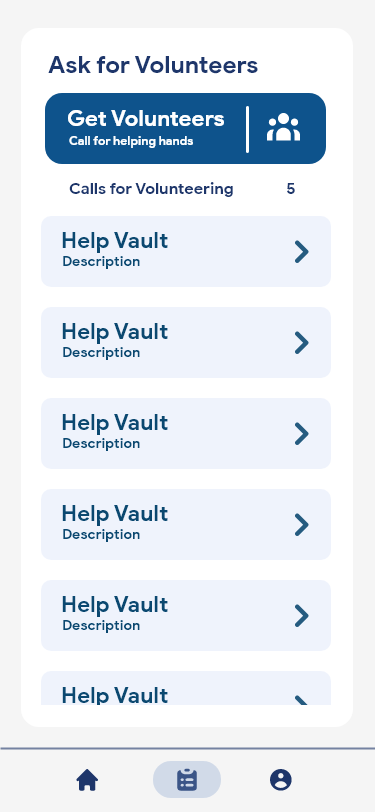 Ask for Volunteers
Get Volunteers
Call for helping hands
Calls for Volunteering 5
Help Vault
Description
Help Vault
Description
Help Vault
Description
Help Vault
Description
Help Vault
Description
Help Vault